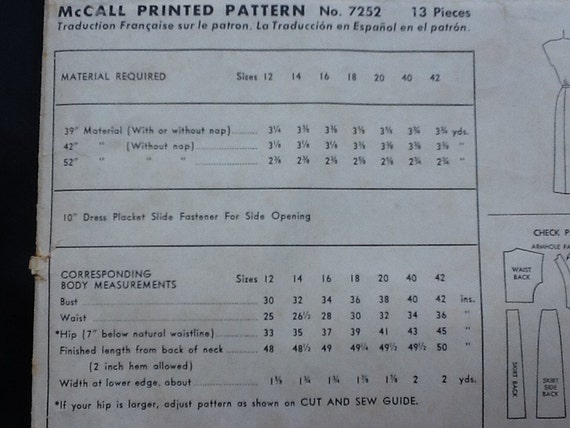 McCALL PRINTED PATTERN No. 7252 13 Pieces
Traduction Française sur le patron. La Traducción en Español en el patrón.
MATERIAL REQUIRED Sizes 12 14 16 18 20 40 42
39" Material (With or without nap) 3¼ 3⅜ 3⅜ 3⅝ 3⅝ 3¾ 3¾ yds.
42" " (Without nap) 3⅛ 3⅛ 3⅛ 3⅜ 3⅜ 3⅜ 3⅜ "
52" " " " 2⅜ 2⅜ 2⅜ 2⅝ 2⅝ 2¾ 2¾ "
10" Dress Placket Slide Fastener For Side Opening
CORRESPONDING
BODY MEASUREMENTS Sizes 12 14 16 18 20 40 42
Bust 30 32 34 36 38 40 42 ins.
Waist 25 26½ 28 30 32 34 36 "
*Hip (7" below natural waistline) 33 35 37 39 41 43 45 "
Finished length from back of neck 48 48½ 49 49¼ 49½ 49½ 50 "
(2 inch hem allowed)
Width at lower edge, about 1⅝ 1¾ 1¾ 1⅞ 1⅞ 2 2 yds.
*If your hip is larger, adjust pattern as shown on CUT AND SEW GUIDE.
CHECK P
ARMHOLE FA
WAIST
BACK
SKIRT BACK
SKIRT
SIDE
BACK